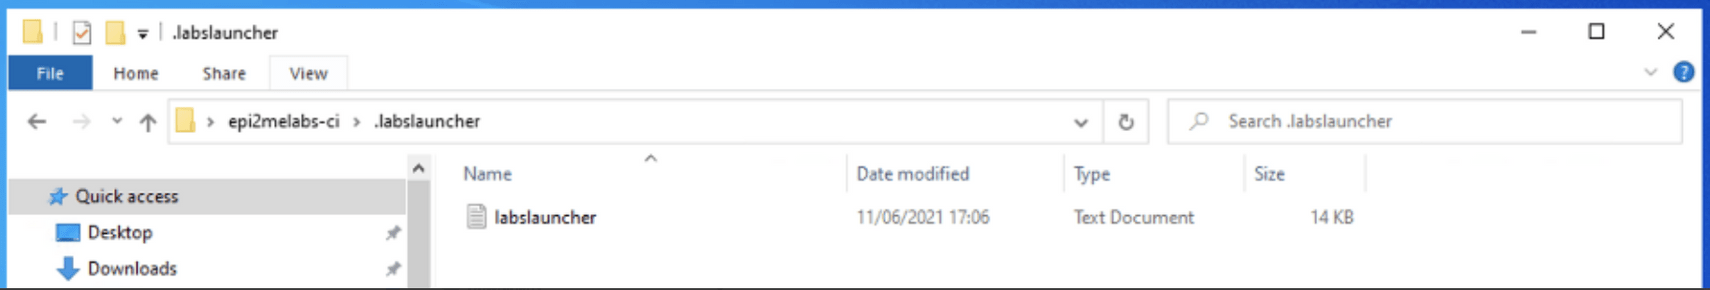 .labslauncher
File Home Share View
epi2melabs-ci > .labslauncher Search .labslauncher
Name Date modified Type Size
Quick access
labslauncher 11/06/2021 17:06 Text Document 14 KB
Desktop
Downloads